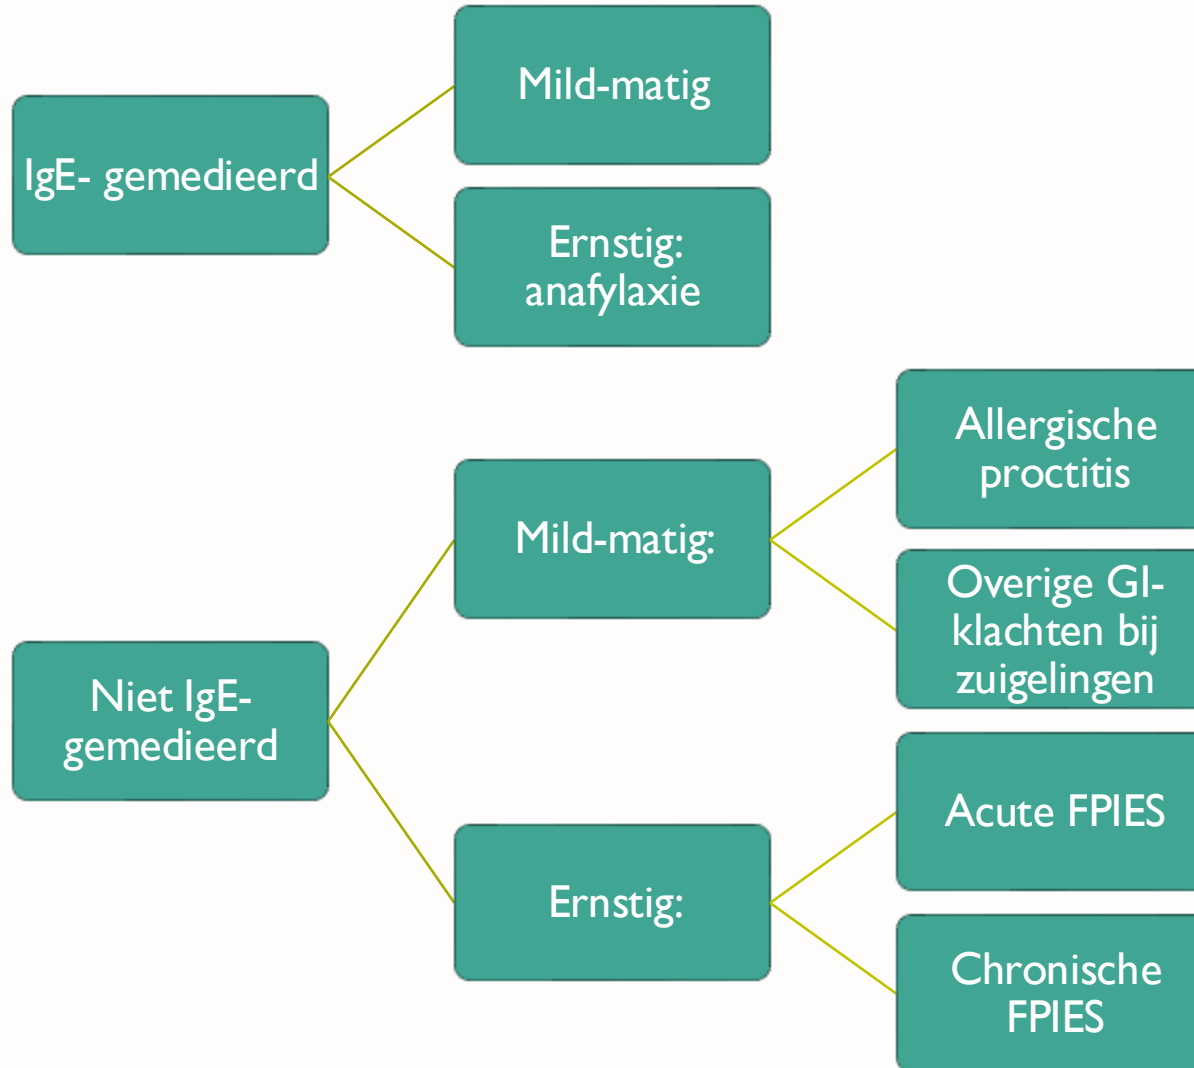 IgE- gemedieerd
Mild-matig
Ernstig:
anafylaxie
Niet IgE-
gemedieerd
Mild-matig:
Allergische
proctitis
Overige GI-
klachten bij
zuigelingen
Ernstig:
Acute FPIES
Chronische
FPIES